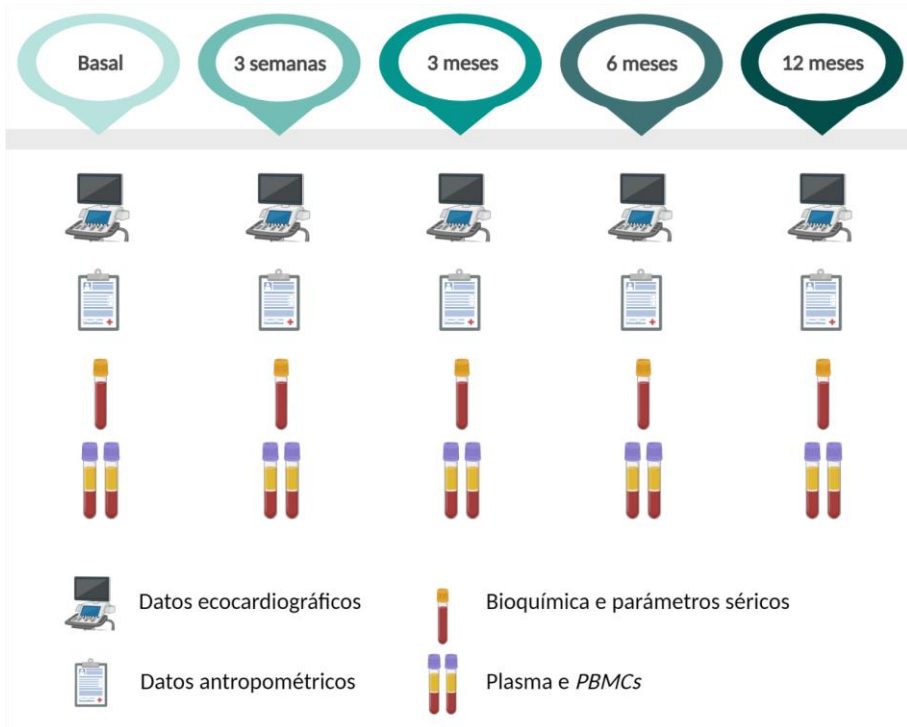 Basal
3 semanas
3 meses
6 meses
12 meses
Datos ecocardiográficos
Bioquímica e parámetros séricos
Datos antropométricos
Plasma e PBMCs